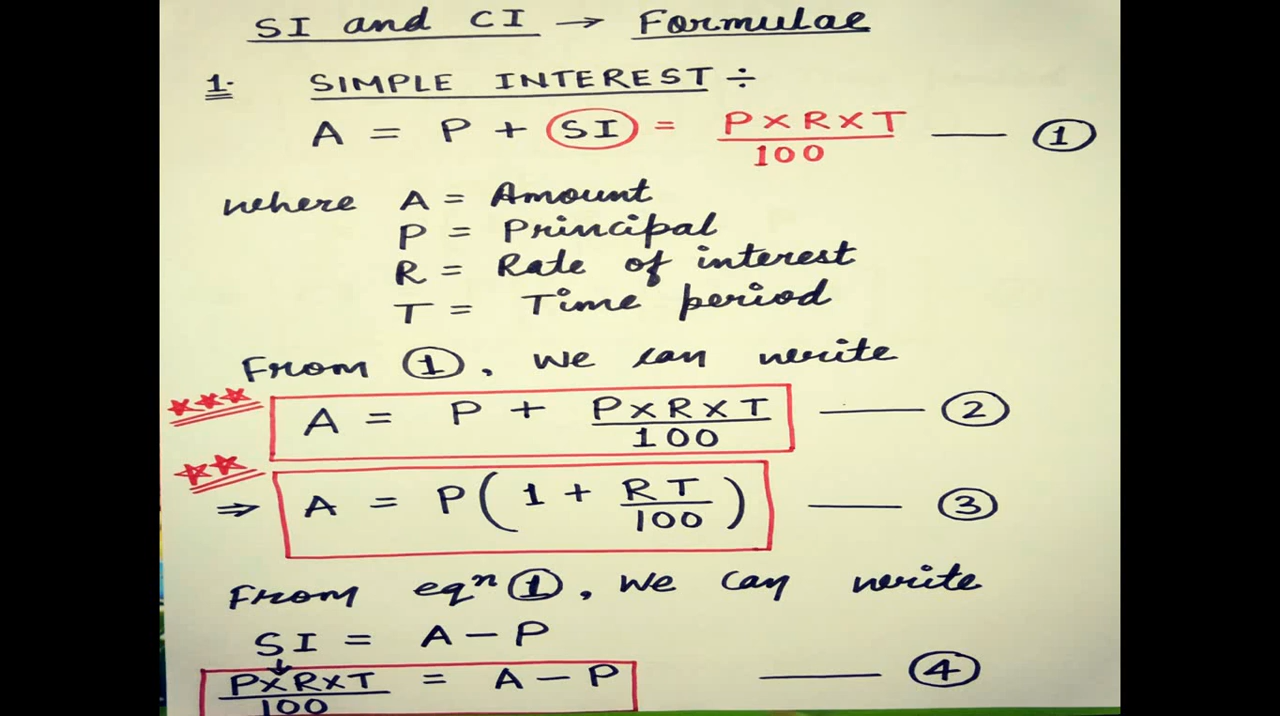 SI and CI → Formulae
1. SIMPLE INTEREST ÷
A = P + SI = P×R×T/100 — 1
where A = Amount
P = Principal
R = Rate of interest
T = Time period
From 1, we can write
*** A = P + P×R×T/100 — 2
** ⇒ A = P(1 + RT/100) — 3
From eqⁿ 1, we can write
SI = A - P
P×R×T/100 = A - P — 4